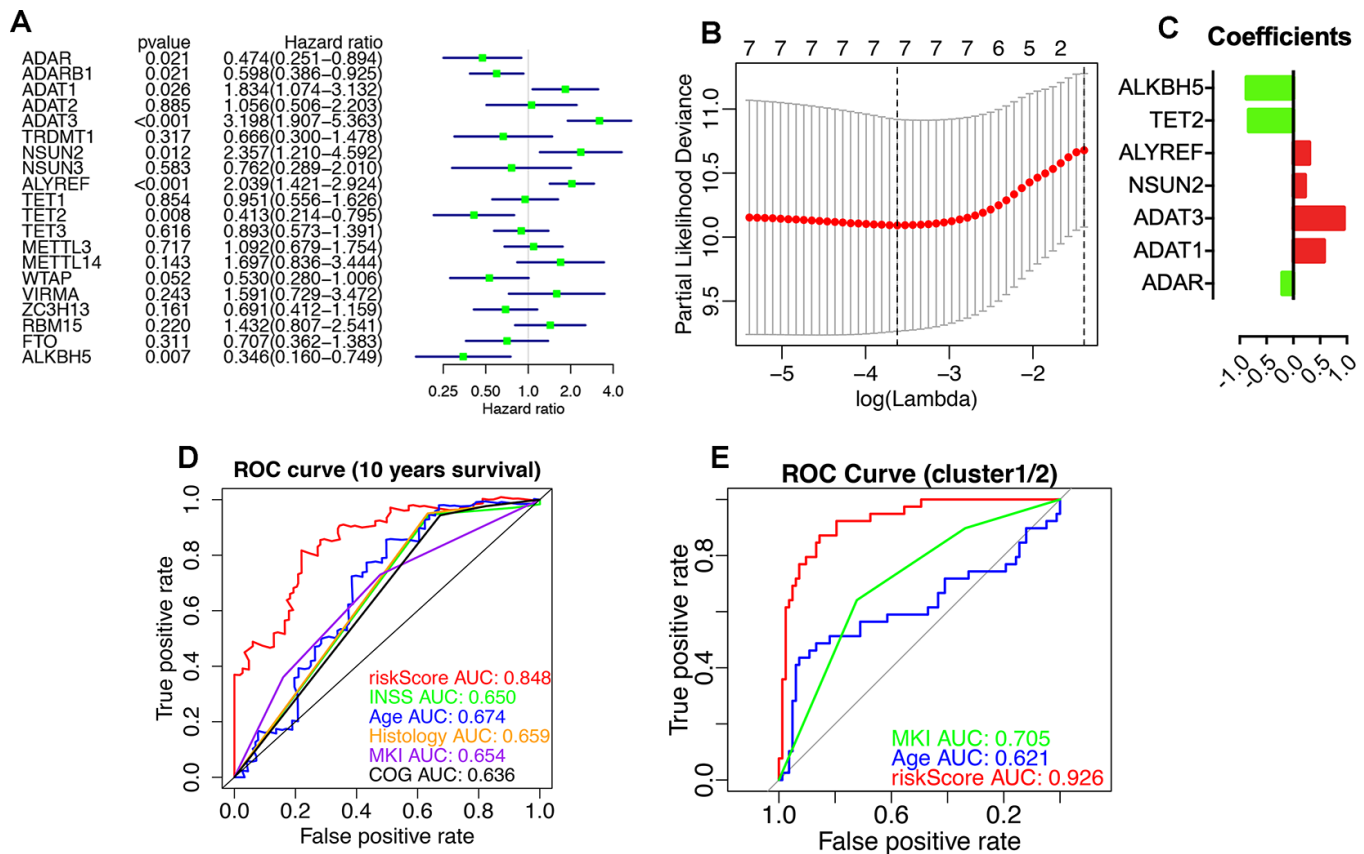 A
pvalue Hazard ratio
ADAR 0.021 0.474(0.251−0.894)
ADARB1 0.021 0.598(0.386−0.925)
ADAT1 0.026 1.834(1.074−3.132)
ADAT2 0.885 1.056(0.506−2.203)
ADAT3 <0.001 3.198(1.907−5.363)
TRDMT1 0.317 0.666(0.300−1.478)
NSUN2 0.012 2.357(1.210−4.592)
NSUN3 0.583 0.762(0.289−2.010)
ALYREF <0.001 2.039(1.421−2.924)
TET1 0.854 0.951(0.556−1.626)
TET2 0.008 0.413(0.214−0.795)
TET3 0.616 0.893(0.573−1.391)
METTL3 0.717 1.092(0.679−1.754)
METTL14 0.143 1.697(0.836−3.444)
WTAP 0.052 0.530(0.280−1.006)
VIRMA 0.243 1.591(0.729−3.472)
ZC3H13 0.161 0.691(0.412−1.159)
RBM15 0.220 1.432(0.807−2.541)
FTO 0.311 0.707(0.362−1.383)
ALKBH5 0.007 0.346(0.160−0.749)
0.25 0.50 1.0 2.0 4.0
Hazard ratio
B
7 7 7 7 7 7 7 7 6 5 2
Partial Likelihood Deviance
11.0
10.5
10.0
9.5
−5 −4 −3 −2
log(Lambda)
C
Coefficients
ALKBH5
TET2
ALYREF
NSUN2
ADAT3
ADAT1
ADAR
-1.0 -0.5 0.0 0.5 1.0
D
ROC curve (10 years survival)
True positive rate
1.0
0.8
0.6
0.4
0.2
0.0
riskScore AUC: 0.848
INSS AUC: 0.650
Age AUC: 0.674
Histology AUC: 0.659
MKI AUC: 0.654
COG AUC: 0.636
0.0 0.2 0.4 0.6 0.8 1.0
False positive rate
E
ROC Curve (cluster1/2)
True positive rate
0.8
0.4
0.0
MKI AUC: 0.705
Age AUC: 0.621
riskScore AUC: 0.926
1.0 0.6 0.2
False positive rate